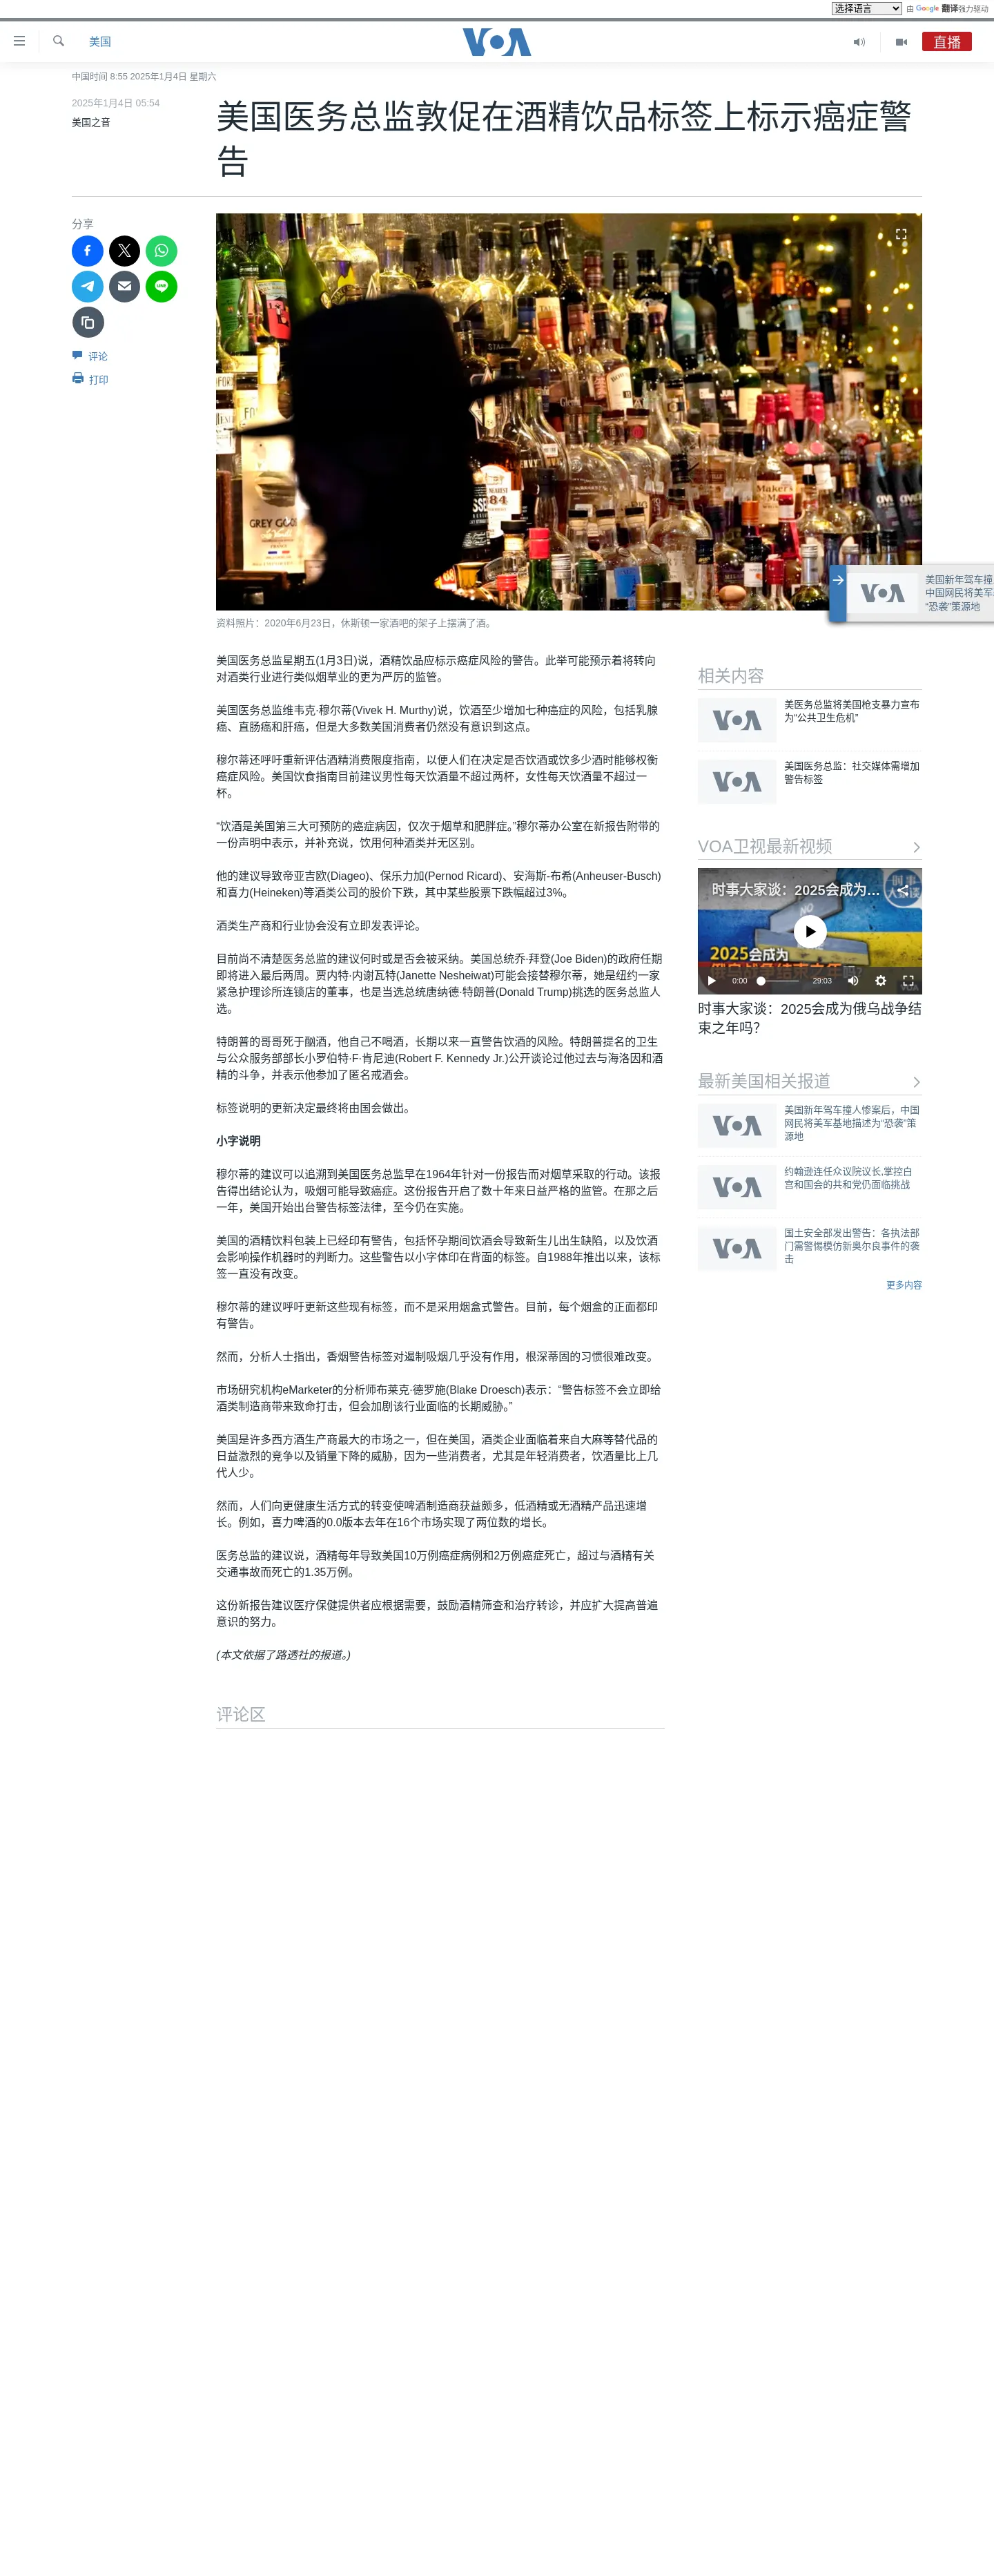 选择语言
由 Google 翻译强力驱动
美国
VOA
直播
中国时间 8:55 2025年1月4日 星期六
2025年1月4日 05:54
美国之音
美国医务总监敦促在酒精饮品标签上标示癌症警
告
分享
评论
打印
GREY GOOSE
84
资料照片：2020年6月23日，休斯顿一家酒吧的架子上摆满了酒。
VOA
美国新年驾车撞
中国网民将美军
“恐袭”策源地
美国医务总监星期五(1月3日)说，酒精饮品应标示癌症风险的警告。此举可能预示着将转向
对酒类行业进行类似烟草业的更为严厉的监管。
美国医务总监维韦克·穆尔蒂(Vivek H. Murthy)说，饮酒至少增加七种癌症的风险，包括乳腺
癌、直肠癌和肝癌，但是大多数美国消费者仍然没有意识到这点。
穆尔蒂还呼吁重新评估酒精消费限度指南，以便人们在决定是否饮酒或饮多少酒时能够权衡
癌症风险。美国饮食指南目前建议男性每天饮酒量不超过两杯，女性每天饮酒量不超过一
杯。
“饮酒是美国第三大可预防的癌症病因，仅次于烟草和肥胖症。”穆尔蒂办公室在新报告附带的
一份声明中表示，并补充说，饮用何种酒类并无区别。
他的建议导致帝亚吉欧(Diageo)、保乐力加(Pernod Ricard)、安海斯-布希(Anheuser-Busch)
和喜力(Heineken)等酒类公司的股价下跌，其中某些股票下跌幅超过3%。
酒类生产商和行业协会没有立即发表评论。
目前尚不清楚医务总监的建议何时或是否会被采纳。美国总统乔·拜登(Joe Biden)的政府任期
即将进入最后两周。贾内特·内谢瓦特(Janette Nesheiwat)可能会接替穆尔蒂，她是纽约一家
紧急护理诊所连锁店的董事，也是当选总统唐纳德·特朗普(Donald Trump)挑选的医务总监人
选。
特朗普的哥哥死于酗酒，他自己不喝酒，长期以来一直警告饮酒的风险。特朗普提名的卫生
与公众服务部部长小罗伯特·F·肯尼迪(Robert F. Kennedy Jr.)公开谈论过他过去与海洛因和酒
精的斗争，并表示他参加了匿名戒酒会。
标签说明的更新决定最终将由国会做出。
小字说明
穆尔蒂的建议可以追溯到美国医务总监早在1964年针对一份报告而对烟草采取的行动。该报
告得出结论认为，吸烟可能导致癌症。这份报告开启了数十年来日益严格的监管。在那之后
一年，美国开始出台警告标签法律，至今仍在实施。
美国的酒精饮料包装上已经印有警告，包括怀孕期间饮酒会导致新生儿出生缺陷，以及饮酒
会影响操作机器时的判断力。这些警告以小字体印在背面的标签。自1988年推出以来，该标
签一直没有改变。
穆尔蒂的建议呼吁更新这些现有标签，而不是采用烟盒式警告。目前，每个烟盒的正面都印
有警告。
然而，分析人士指出，香烟警告标签对遏制吸烟几乎没有作用，根深蒂固的习惯很难改变。
市场研究机构eMarketer的分析师布莱克·德罗施(Blake Droesch)表示：“警告标签不会立即给
酒类制造商带来致命打击，但会加剧该行业面临的长期威胁。”
美国是许多西方酒生产商最大的市场之一，但在美国，酒类企业面临着来自大麻等替代品的
日益激烈的竞争以及销量下降的威胁，因为一些消费者，尤其是年轻消费者，饮酒量比上几
代人少。
然而，人们向更健康生活方式的转变使啤酒制造商获益颇多，低酒精或无酒精产品迅速增
长。例如，喜力啤酒的0.0版本去年在16个市场实现了两位数的增长。
医务总监的建议说，酒精每年导致美国10万例癌症病例和2万例癌症死亡，超过与酒精有关
交通事故而死亡的1.35万例。
这份新报告建议医疗保健提供者应根据需要，鼓励酒精筛查和治疗转诊，并应扩大提高普遍
意识的努力。
(本文依据了路透社的报道。)
评论区
相关内容
VOA
美医务总监将美国枪支暴力宣布
为“公共卫生危机”
VOA
美国医务总监：社交媒体需增加
警告标签
VOA卫视最新视频
时事大家谈：2025会成为...
2025会成为
俄乌战争结束之年吗?
0:00
29:03
时事大家谈：2025会成为俄乌战争结
束之年吗？
最新美国相关报道
VOA
美国新年驾车撞人惨案后，中国
网民将美军基地描述为“恐袭”策
源地
VOA
约翰逊连任众议院议长,掌控白
宫和国会的共和党仍面临挑战
VOA
国土安全部发出警告：各执法部
门需警惕模仿新奥尔良事件的袭
击
更多内容